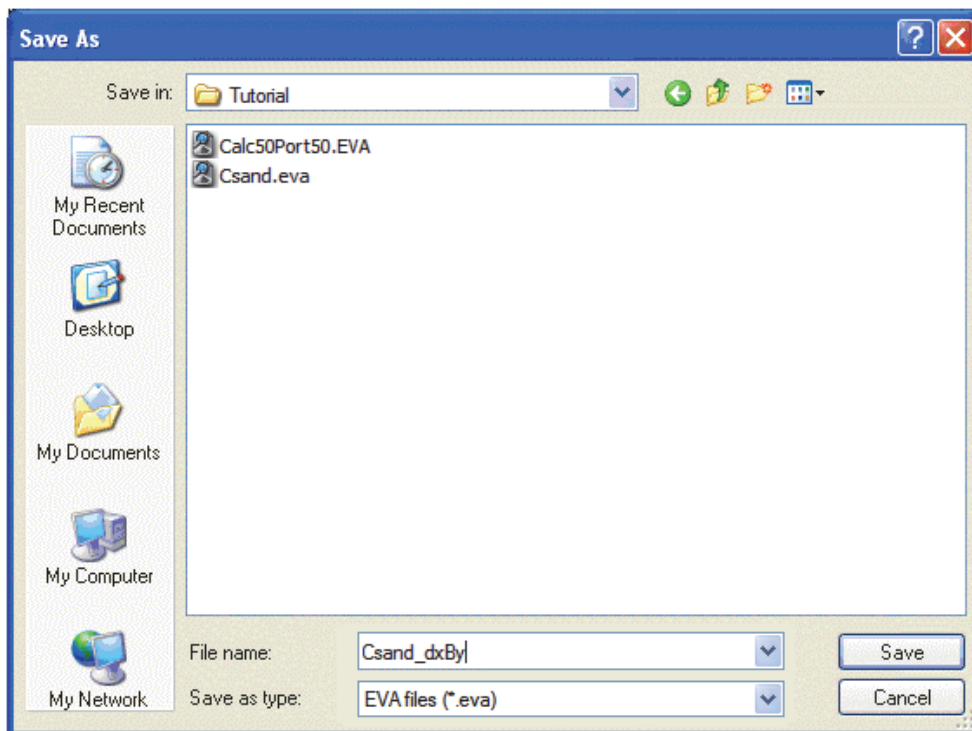 Save As
Save in:
Tutorial
My Recent
Documents
Desktop
My Documents
My Computer
My Network
Calc50Port50.EVA
Csand.eva
File name:
Csand_dxBy
Save
Save as type:
EVA files (*.eva)
Cancel